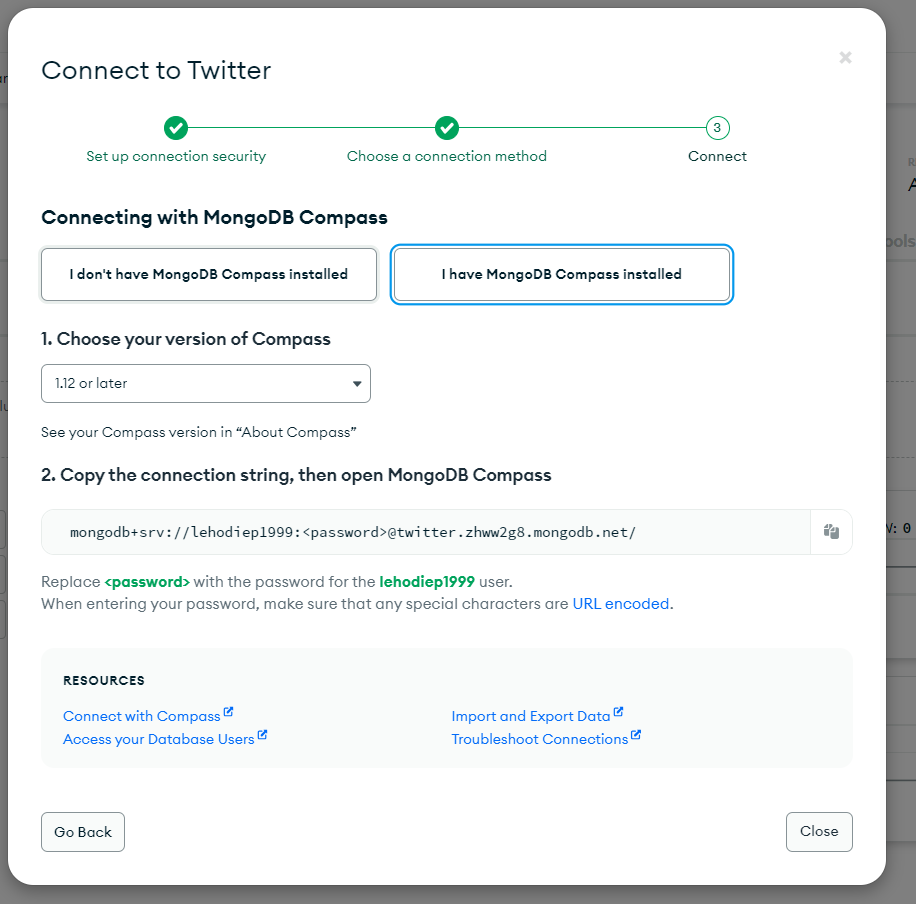 Connect to Twitter
Set up connection security
Choose a connection method
3
Connect
Connecting with MongoDB Compass
I don't have MongoDB Compass installed
I have MongoDB Compass installed
1. Choose your version of Compass
1.12 or later
See your Compass version in “About Compass”
2. Copy the connection string, then open MongoDB Compass
mongodb+srv://lehodiep1999:<password>@twitter.zhww2g8.mongodb.net/
Replace <password> with the password for the lehodiep1999 user.
When entering your password, make sure that any special characters are URL encoded.
RESOURCES
Connect with Compass
Import and Export Data
Access your Database Users
Troubleshoot Connections
Go Back
Close